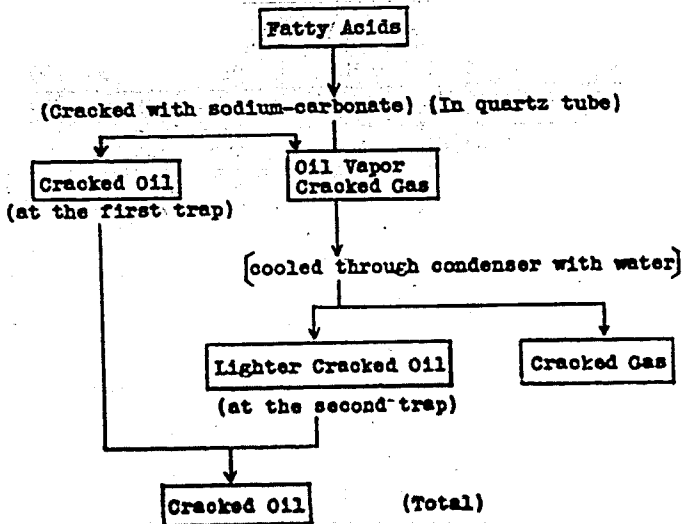 Fatty Acids
(Cracked with sodium-carbonate) (In quartz tube)
Cracked Oil
(at the first trap)
Oil Vapor
Cracked Gas
[cooled through condenser with water]
Lighter Cracked Oil
(at the second trap)
Cracked Gas
Cracked Oil (Total)